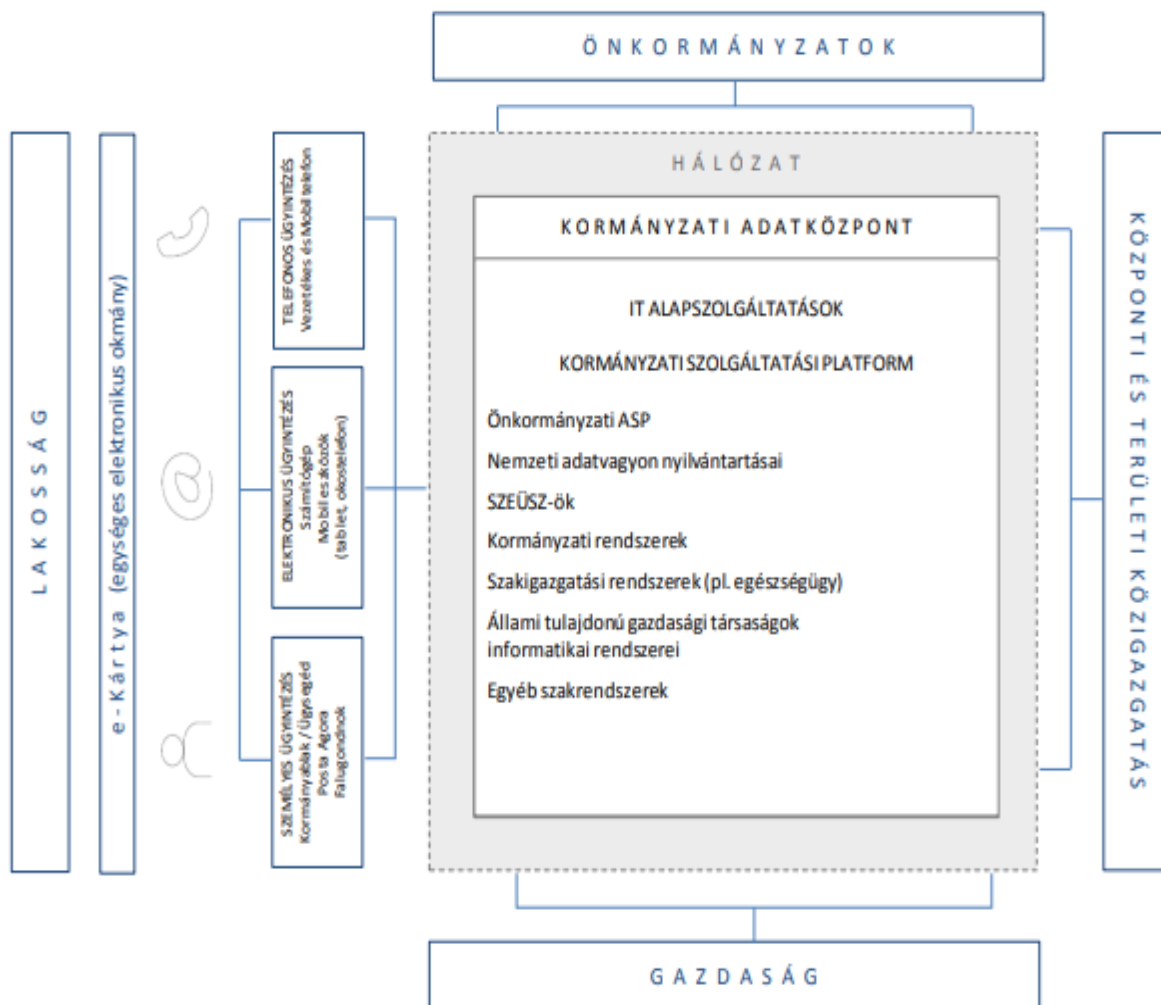 ÖNKORMÁNYZATOK
LAKOSSÁG
e-Kártya (egységes elektronikus okmány)
TELEFONOS ÜGYINTÉZÉS
Vezetékes és Mobiltelefon
ELEKTRONIKUS ÜGYINTÉZÉS
Számítógép
Mobil eszközök
(tablet, okostelefon)
SZEMÉLYES ÜGYINTÉZÉS
Kormányablak / Ügysegéd
Posta Agora
Falugondnok
HÁLÓZAT
KORMÁNYZATI ADATKÖZPONT
IT ALAPSZOLGÁLTATÁSOK
KORMÁNYZATI SZOLGÁLTATÁSI PLATFORM
Önkormányzati ASP
Nemzeti adatvagyon nyilvántartásai
SZEÜSZ-ök
Kormányzati rendszerek
Szakigazgatási rendszerek (pl. egészségügy)
Állami tulajdonú gazdasági társaságok
informatikai rendszerei
Egyéb szakrendszerek
KÖZPONTI ÉS TERÜLETI KÖZIGAZGATÁS
GAZDASÁG